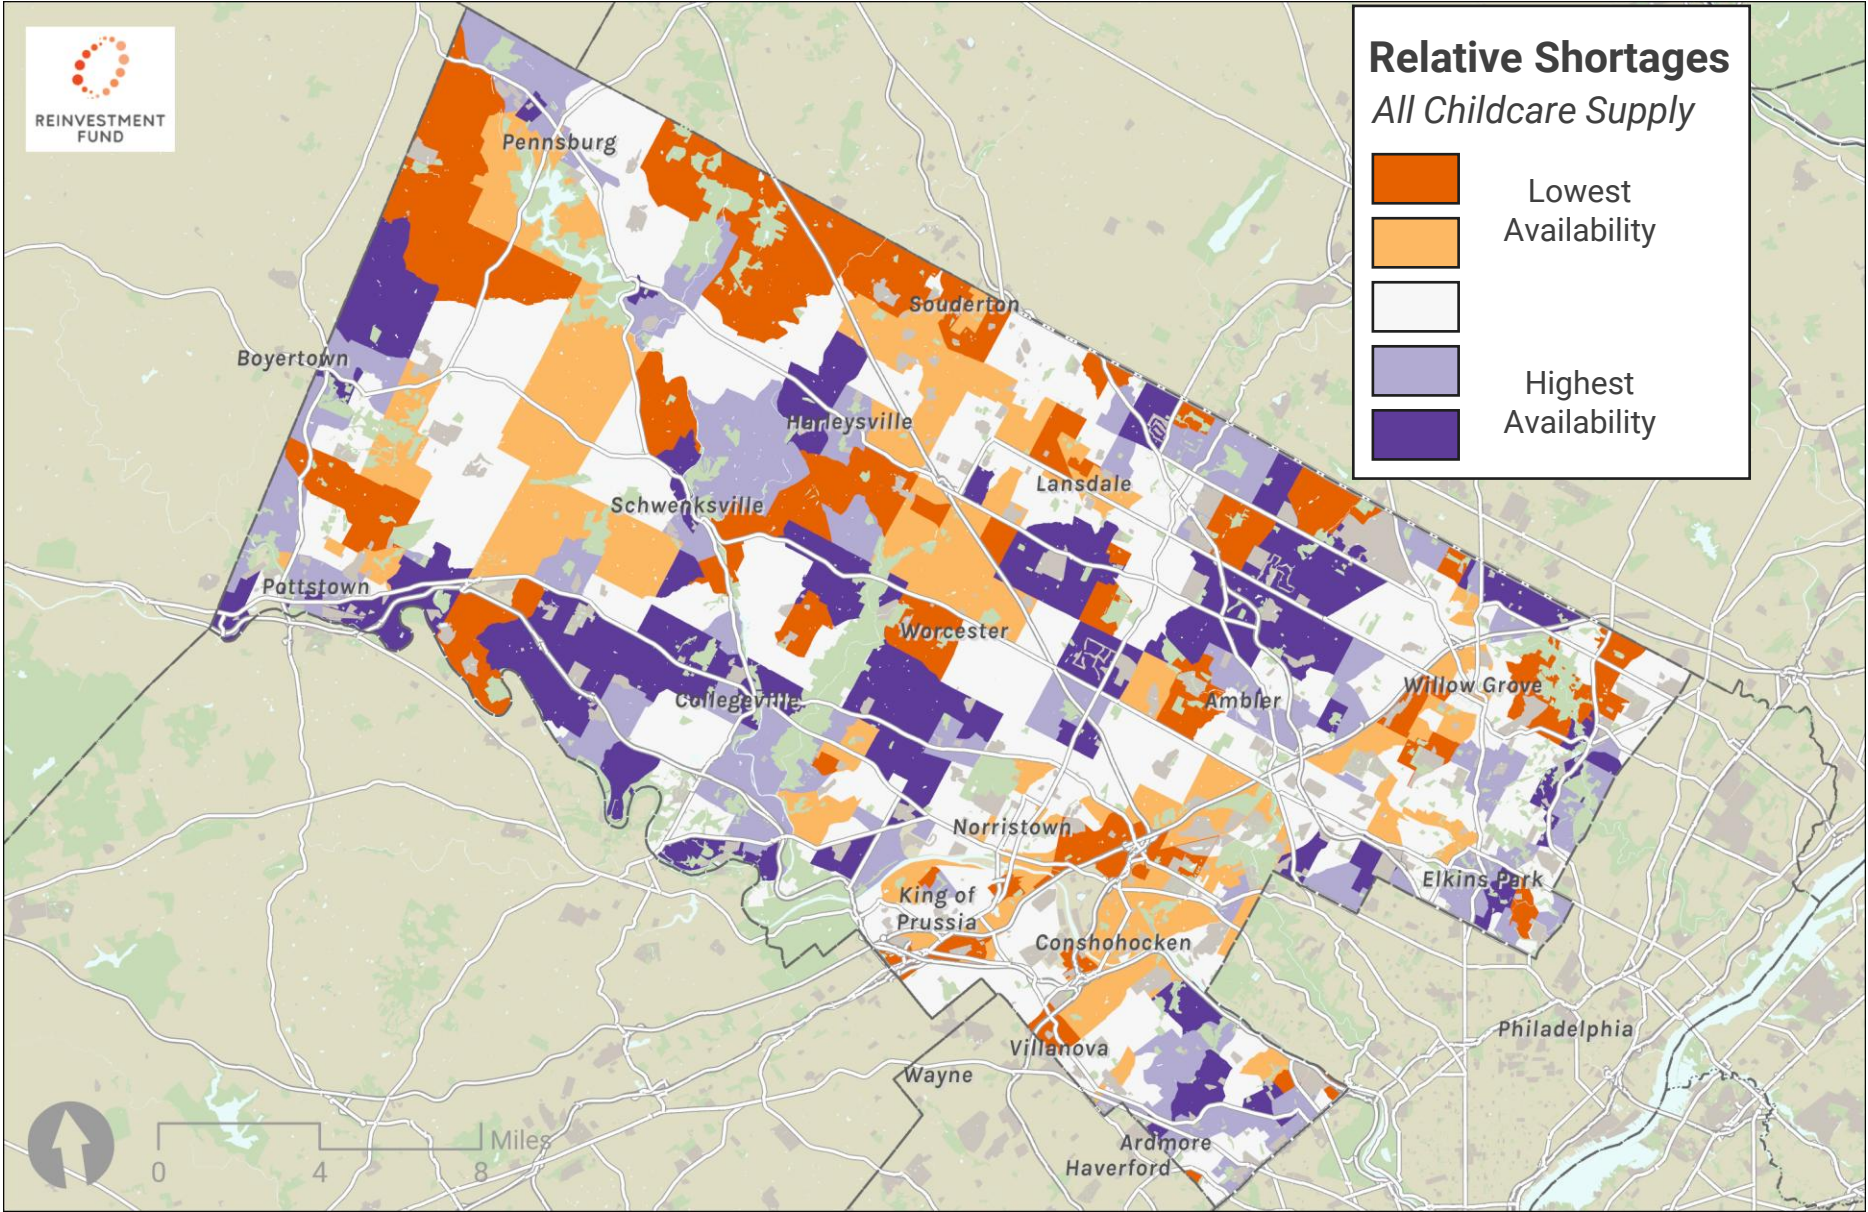 REINVESTMENT
FUND
Relative Shortages
All Childcare Supply
Lowest
Availability
Highest
Availability
Pennsburg
Souderton
Boyertown
Harleysville
Lansdale
Schwenksville
Pottstown
Worcester
Collegeville
Ambler
Willow Grove
Norristown
Elkins Park
King of
Prussia
Conshohocken
Villanova
Philadelphia
Wayne
Ardmore
Haverford
Miles
0 4 8